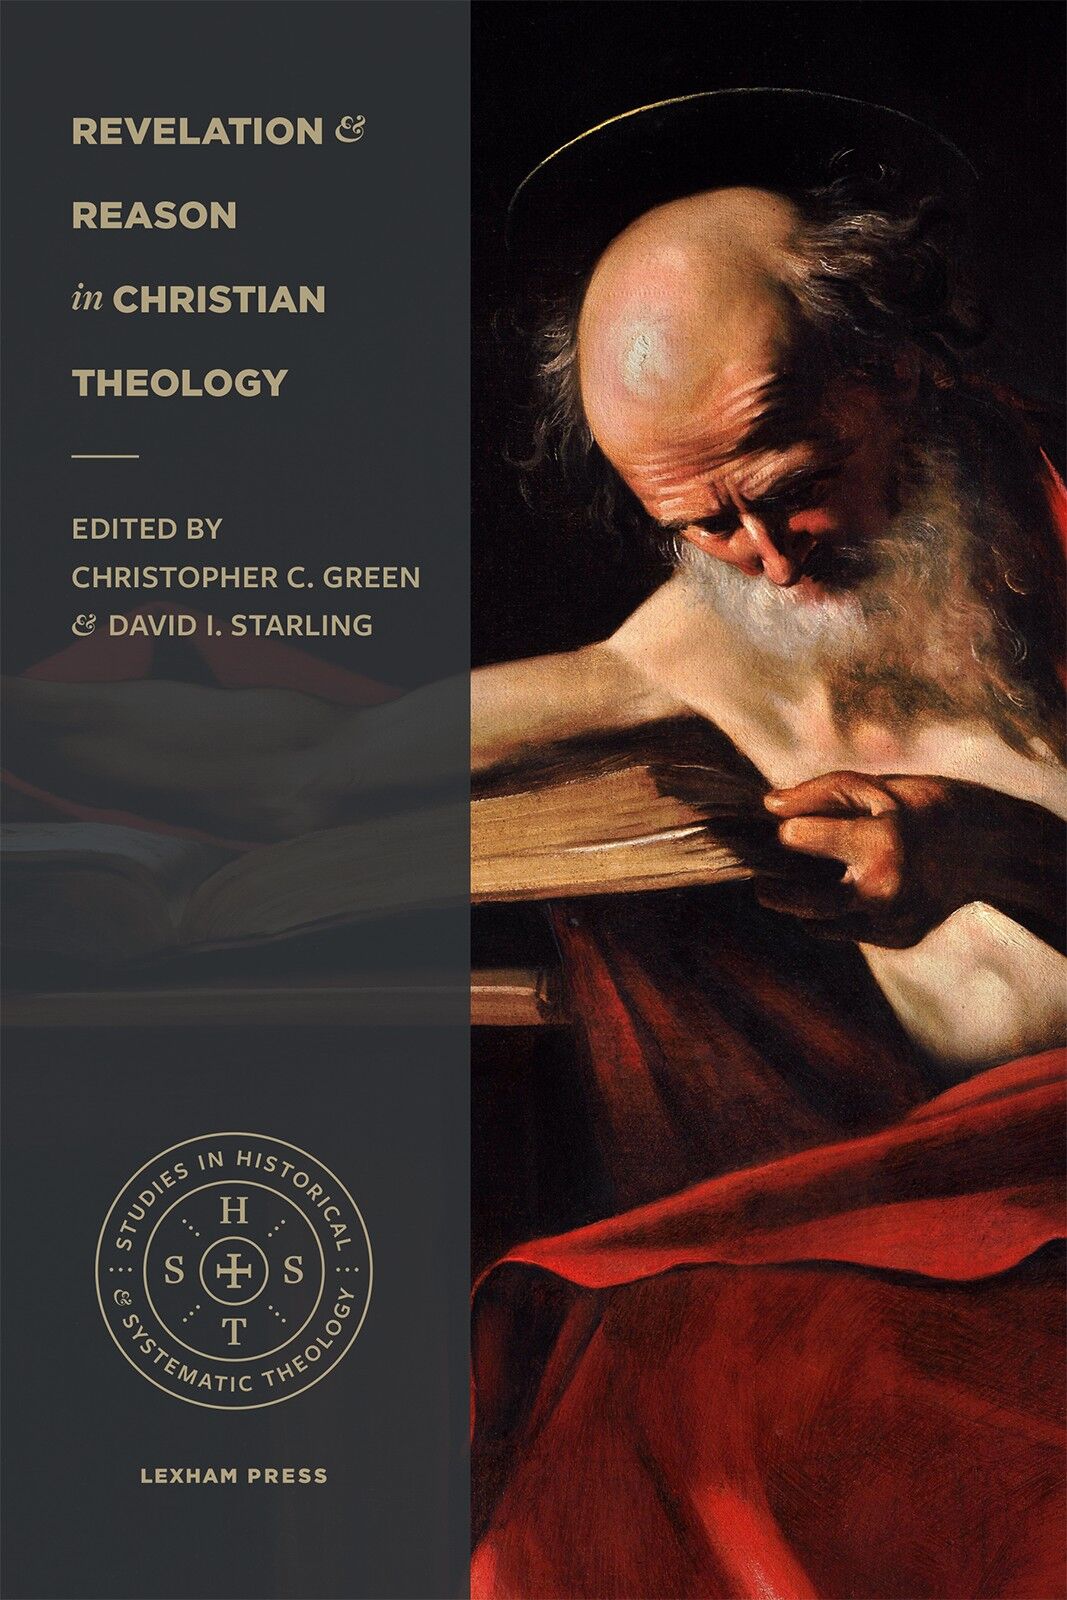 REVELATION &
REASON
in CHRISTIAN
THEOLOGY
EDITED BY
CHRISTOPHER C. GREEN
& DAVID I. STARLING
STUDIES IN HISTORICAL
& SYSTEMATIC THEOLOGY
H
S S
T
LEXHAM PRESS